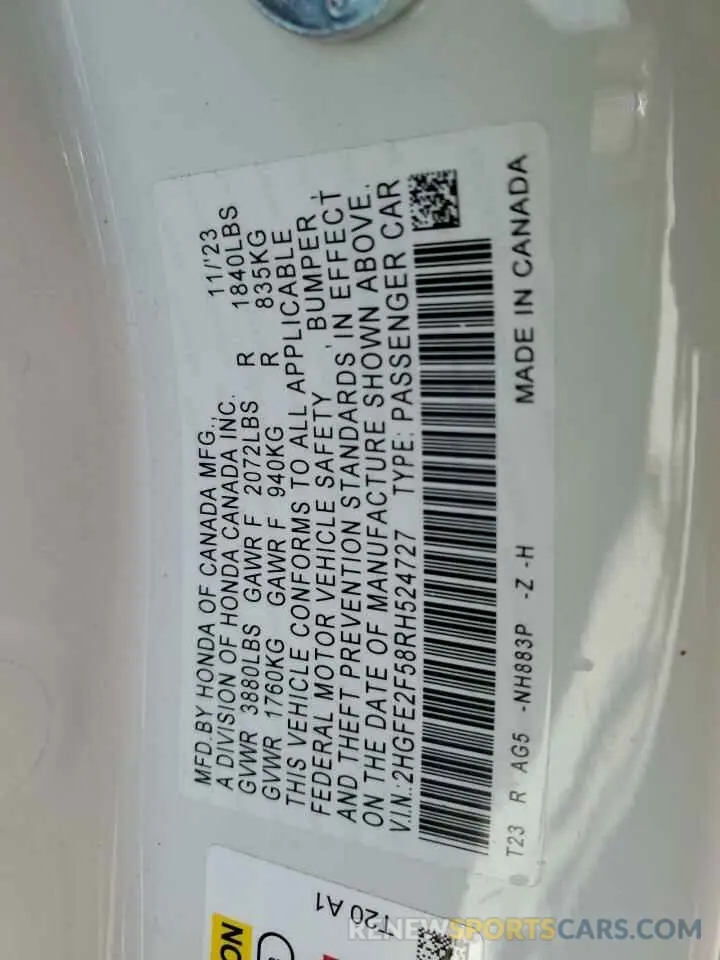 MFD.BY HONDA OF CANADA MFG., 11/'23
A DIVISION OF HONDA CANADA INC.
GVWR 3880LBS GAWR F 2072LBS R 1840LBS
GVWR 1760KG GAWR F 940KG R 835KG
THIS VEHICLE CONFORMS TO ALL APPLICABLE
FEDERAL MOTOR VEHICLE SAFETY, BUMPER,
AND THEFT PREVENTION STANDARDS IN EFFECT
ON THE DATE OF MANUFACTURE SHOWN ABOVE.
V.I.N.:2HGFE2F58RH524727 TYPE: PASSENGER CAR
T23 R AG5 -NH883P -Z -H MADE IN CANADA
T20 A1
NO
RENEWSPORTSCARS.COM